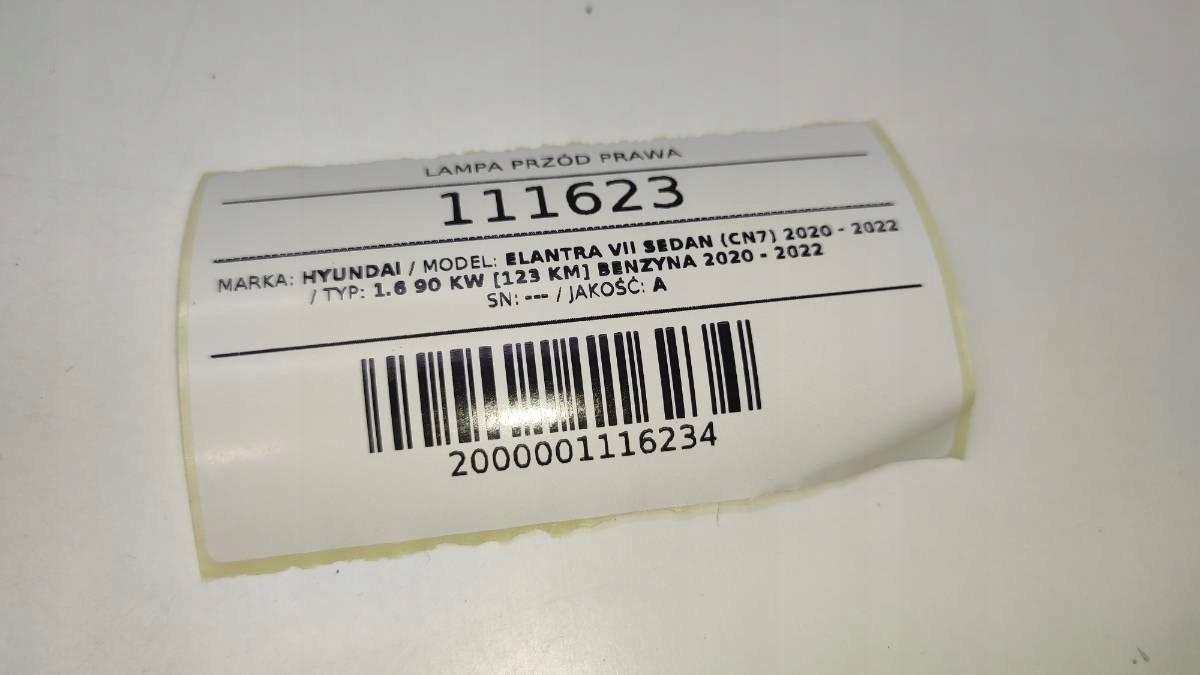 LAMPA PRZÓD PRAWA
111623
MARKA: HYUNDAI / MODEL: ELANTRA VII SEDAN (CN7) 2020 - 2022
/ TYP: 1.6 90 KW [123 KM] BENZYNA 2020 - 2022
SN: --- / JAKOŚĆ: A
2000001116234